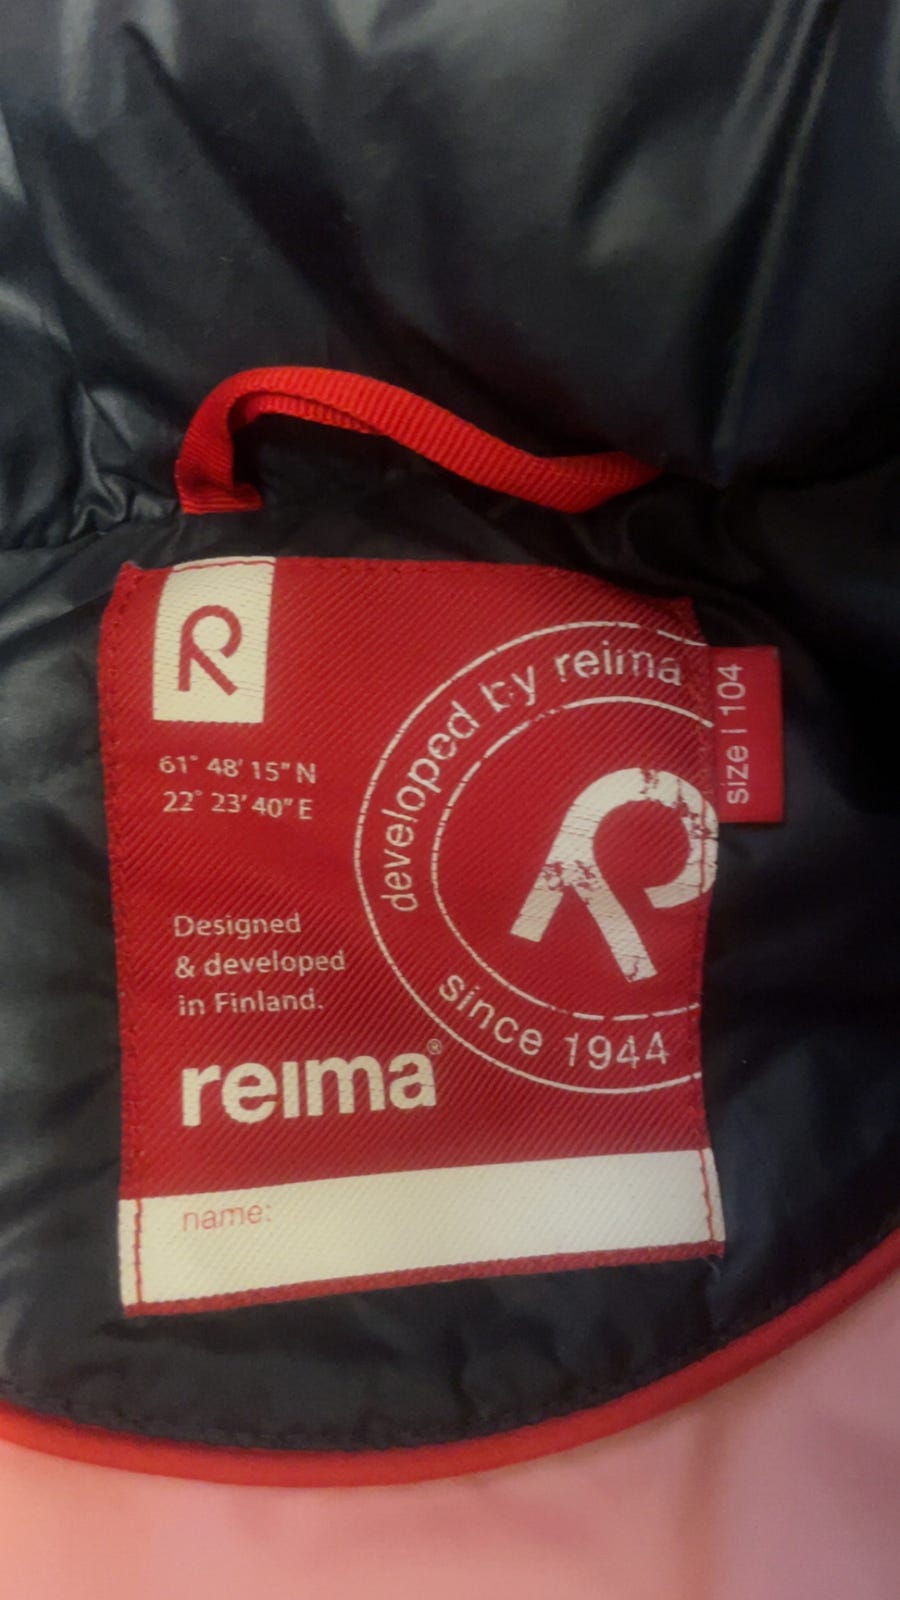 R
61° 48' 15" N
22° 23' 40" E
Designed
& developed
in Finland.
reima®
developed by reima
R
since 1944
size | 104
name: